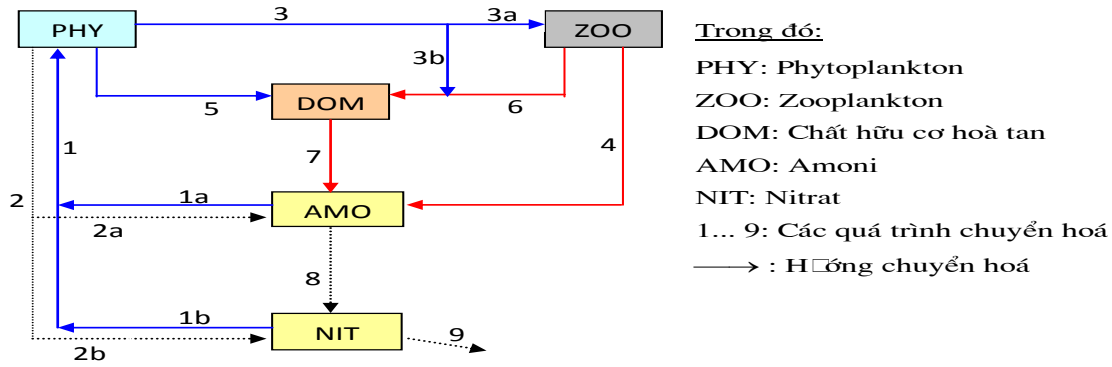 3
3a
PHY
ZOO
Trong đó:
3b
PHY: Phytoplankton
DOM
5
6
ZOO: Zooplankton
DOM: Chất hữu cơ hoà tan
1
7
4
AMO: Amoni
2
1a
AMO
NIT: Nitrat
2a
1... 9: Các quá trình chuyển hoá
: H□ớng chuyển hoá
8
1b
NIT
9
2b